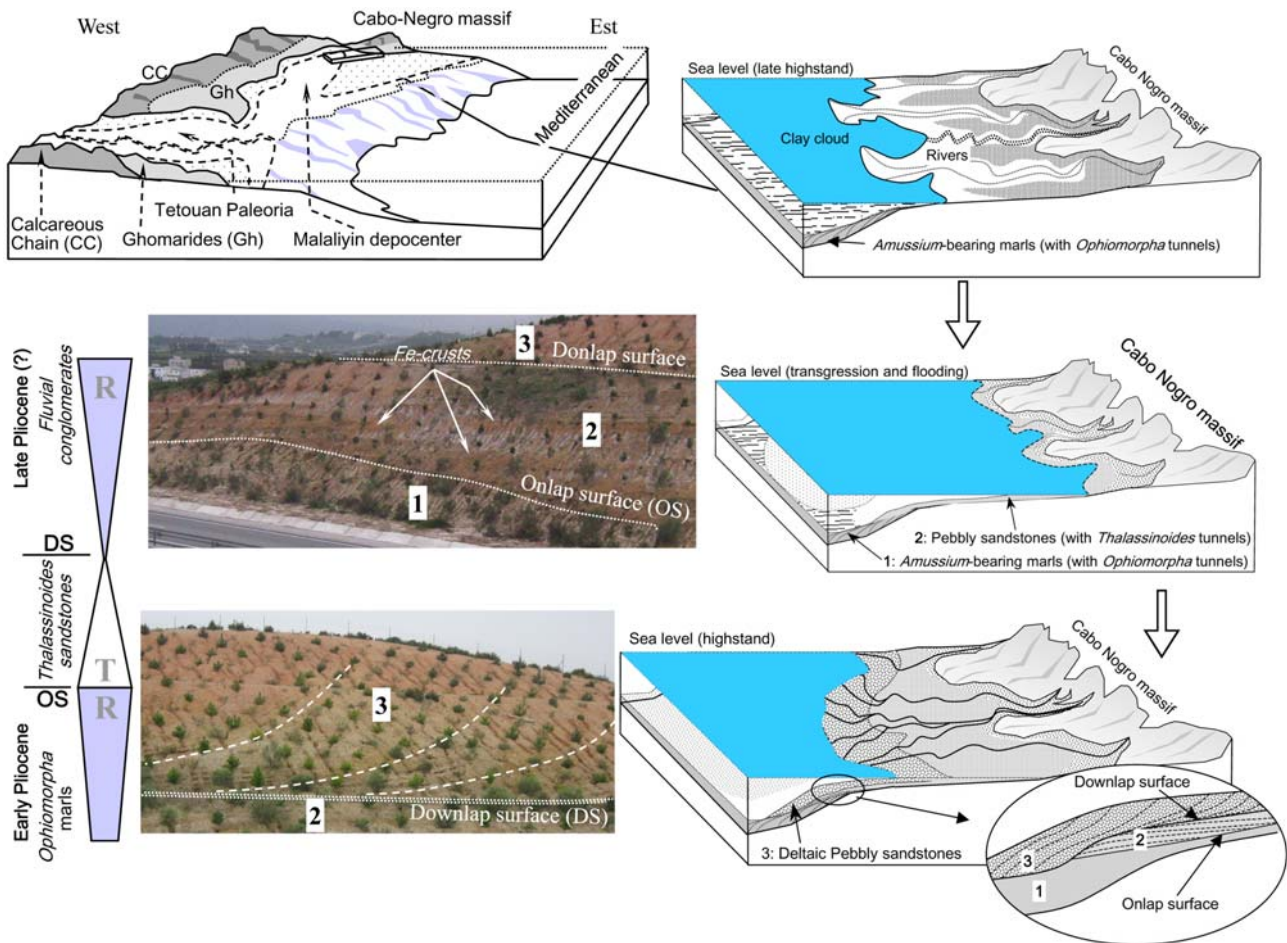 West
Cabo-Negro massif
Est
CC
Gh
Mediterranean
Tetouan Paleoria
Calcareous
Chain (CC)
Ghomarides (Gh)
Malaliyin depocenter
Sea level (late highstand)
Cabo Nogro massif
Clay cloud
Rivers
Amussium-bearing marls (with Ophiomorpha tunnels)
Late Pliocene (?)
Fluvial
conglomerates
R
DS
Thalassinoides
sandstones
T
OS
R
Early Pliocene
Ophiomorpha
marls
3
Fe-crusts
Donlap surface
2
1
Onlap surface (OS)
3
Downlap surface (DS)
2
Sea level (transgression and flooding)
Cabo Nogro massif
2: Pebbly sandstones (with Thalassinoides tunnels)
1: Amussium-bearing marls (with Ophiomorpha tunnels)
Sea level (highstand)
Cabo Nogro massif
3: Deltaic Pebbly sandstones
Downlap surface
2
3
1
Onlap surface